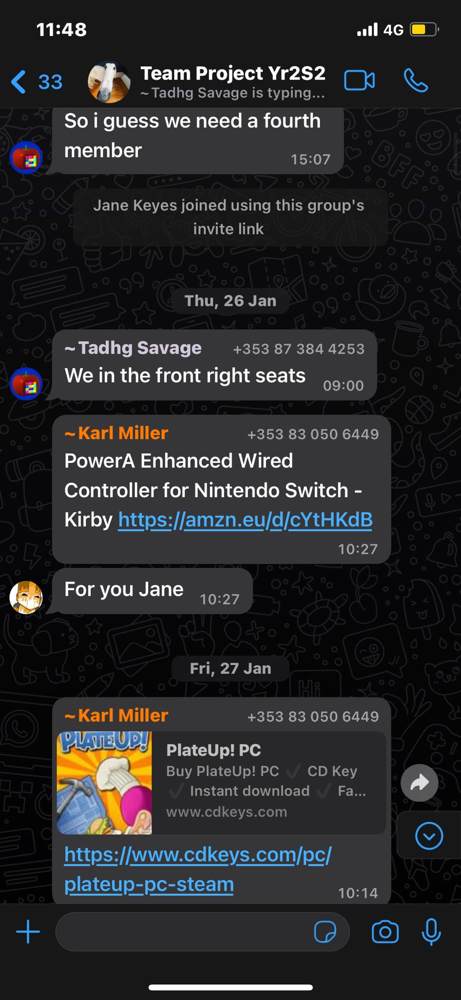 11:48
4G
33
Team Project Yr2S2
~Tadhg Savage is typing...
So i guess we need a fourth
member
15:07
Jane Keyes joined using this group's
invite link
Thu, 26 Jan
~Tadhg Savage +353 87 384 4253
We in the front right seats
09:00
~Karl Miller +353 83 050 6449
PowerA Enhanced Wired
Controller for Nintendo Switch -
Kirby https://amzn.eu/d/cYtHKdB
10:27
For you Jane
10:27
Fri, 27 Jan
~Karl Miller +353 83 050 6449
PLATEUP!
PlateUp! PC
Buy PlateUp! PC ✓ CD Key
✓ Instant download ✓ Fa...
www.cdkeys.com
https://www.cdkeys.com/pc/
plateup-pc-steam
10:14